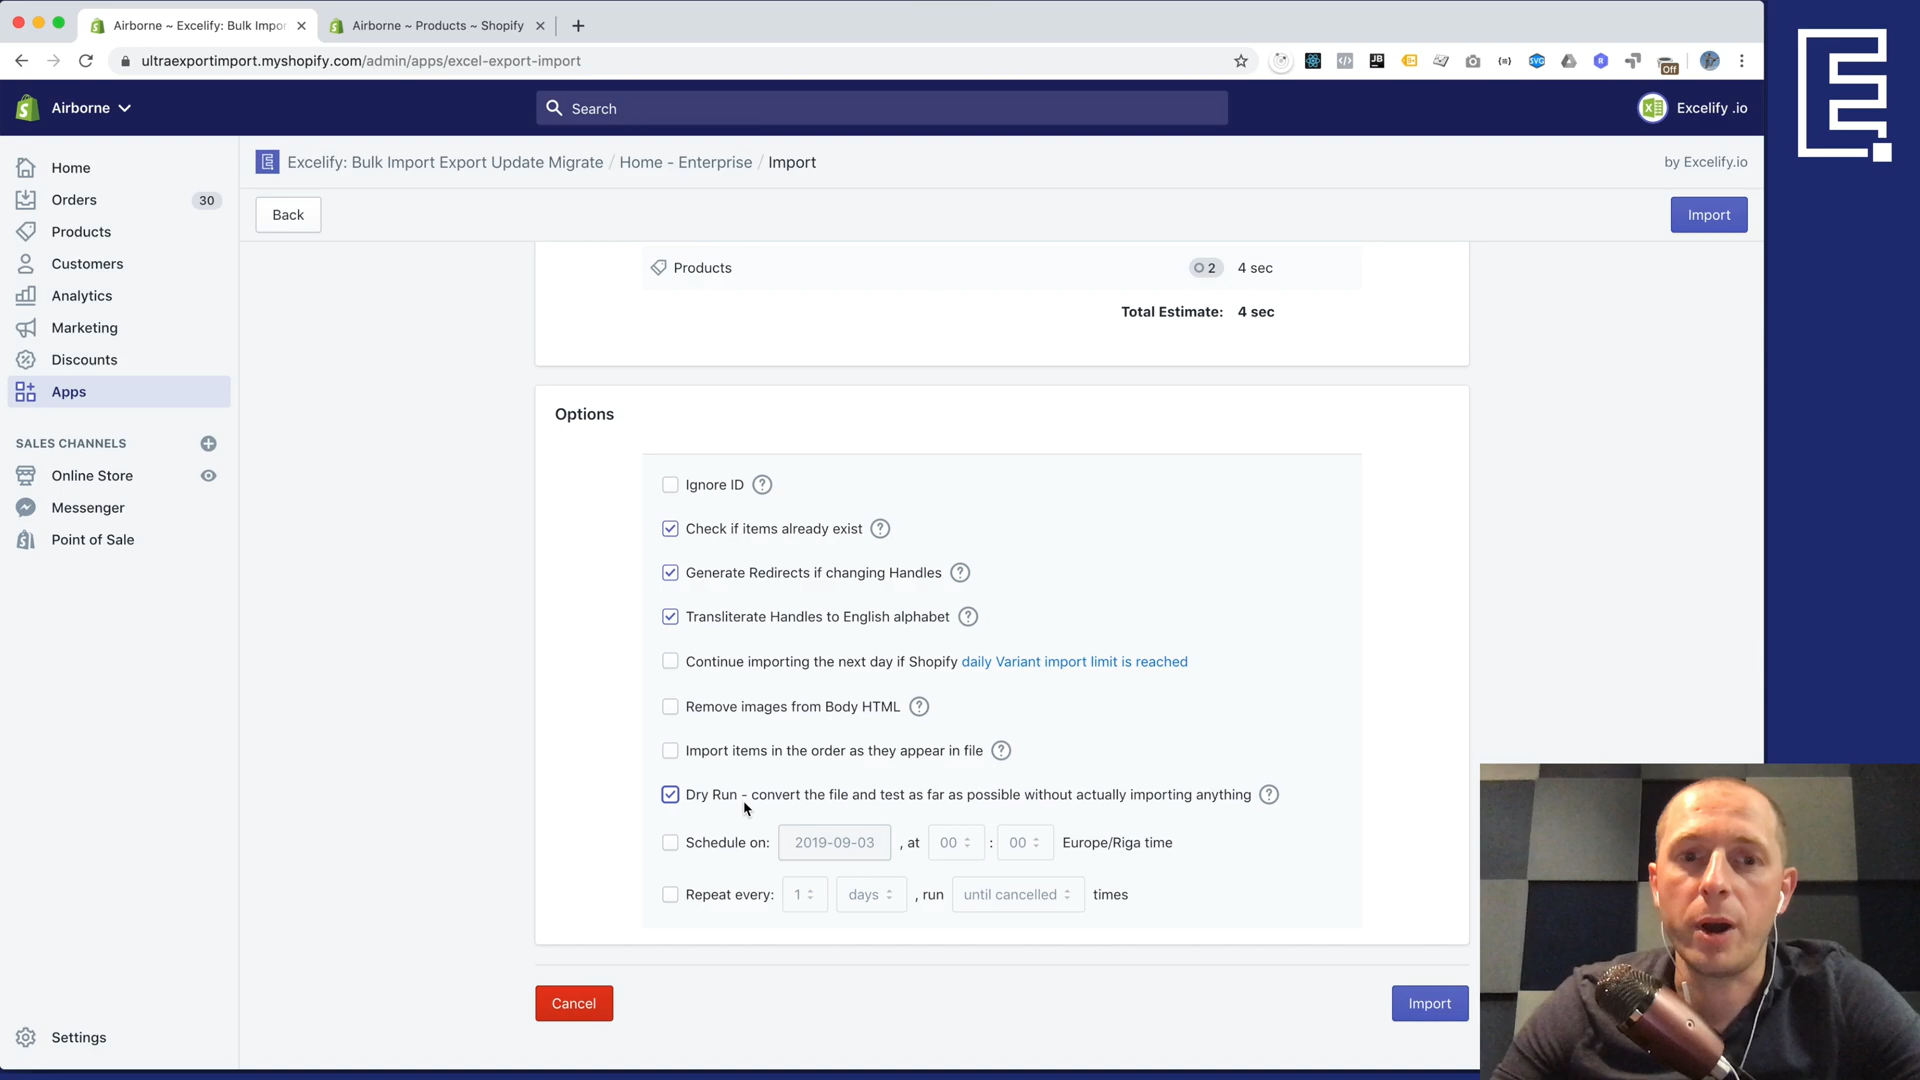 Airborne ~ Excelify: Bulk Impor
Airborne ~ Products ~ Shopify
ultraexportimport.myshopify.com/admin/apps/excel-export-import
Off
Airborne
Search
Excelify .io
Home
Orders 30
Products
Customers
Analytics
Marketing
Discounts
Apps
SALES CHANNELS
Online Store
Messenger
Point of Sale
Settings
Excelify: Bulk Import Export Update Migrate / Home - Enterprise / Import
by Excelify.io
Back
Import
Products 2 4 sec
Total Estimate: 4 sec
Options
Ignore ID ?
Check if items already exist ?
Generate Redirects if changing Handles ?
Transliterate Handles to English alphabet ?
Continue importing the next day if Shopify daily Variant import limit is reached
Remove images from Body HTML ?
Import items in the order as they appear in file ?
Dry Run - convert the file and test as far as possible without actually importing anything ?
Schedule on: 2019-09-03 , at 00 : 00 Europe/Riga time
Repeat every: 1 days , run until cancelled times
Cancel
Import